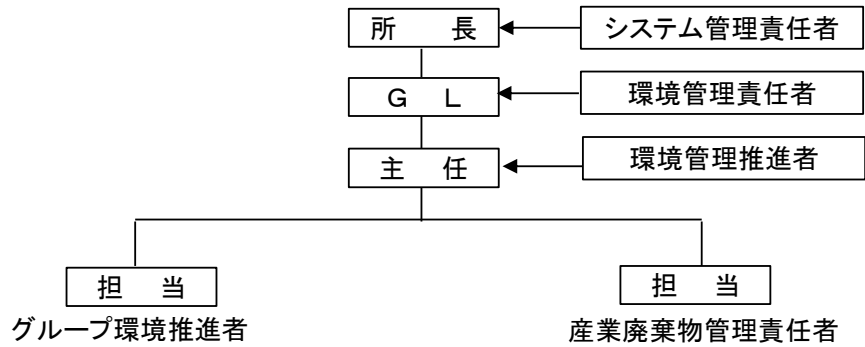 所　長
システム管理責任者
Ｇ　Ｌ
環境管理責任者
主　任
環境管理推進者
担　当
担　当
グループ環境推進者
産業廃棄物管理責任者